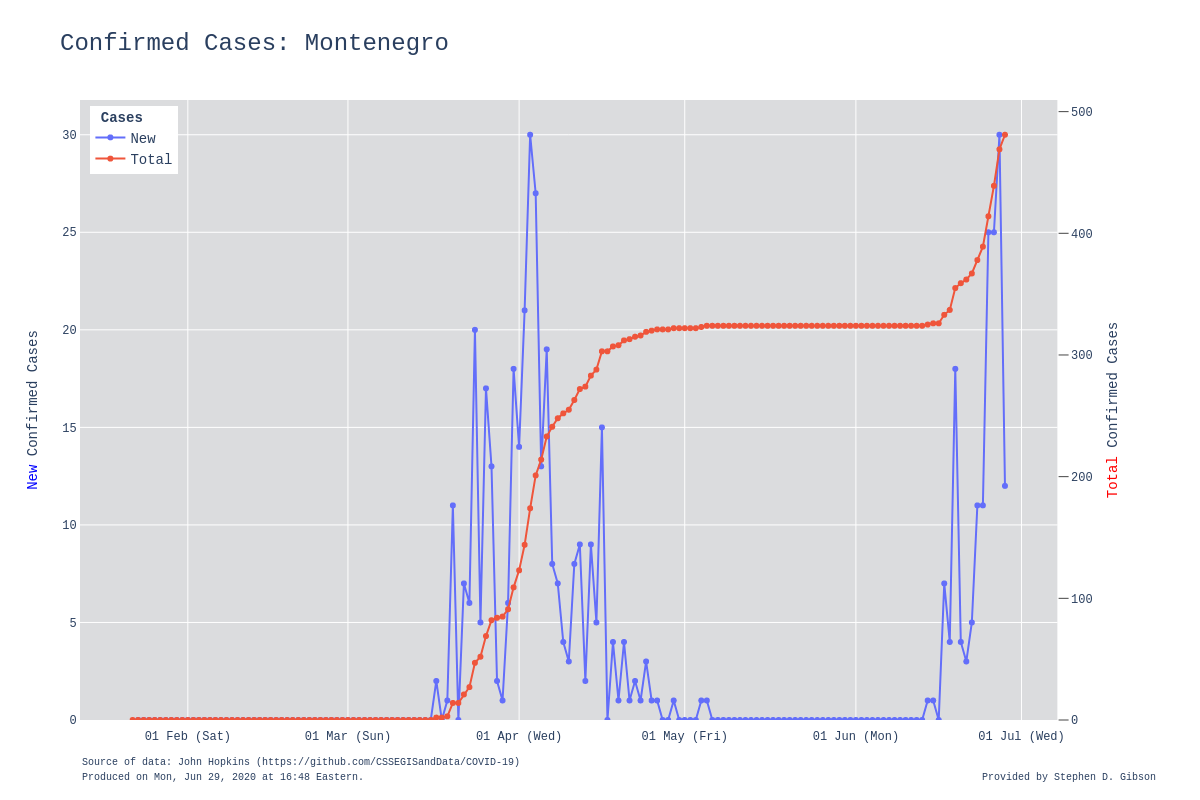 Confirmed Cases: Montenegro
Cases
New
Total
30
25
20
15
10
5
0
500
400
300
200
100
0
New Confirmed Cases
Total Confirmed Cases
01 Feb (Sat)
01 Mar (Sun)
01 Apr (Wed)
01 May (Fri)
01 Jun (Mon)
01 Jul (Wed)
Source of data: John Hopkins (https://github.com/CSSEGISandData/COVID-19)
Produced on Mon, Jun 29, 2020 at 16:48 Eastern.
Provided by Stephen D. Gibson